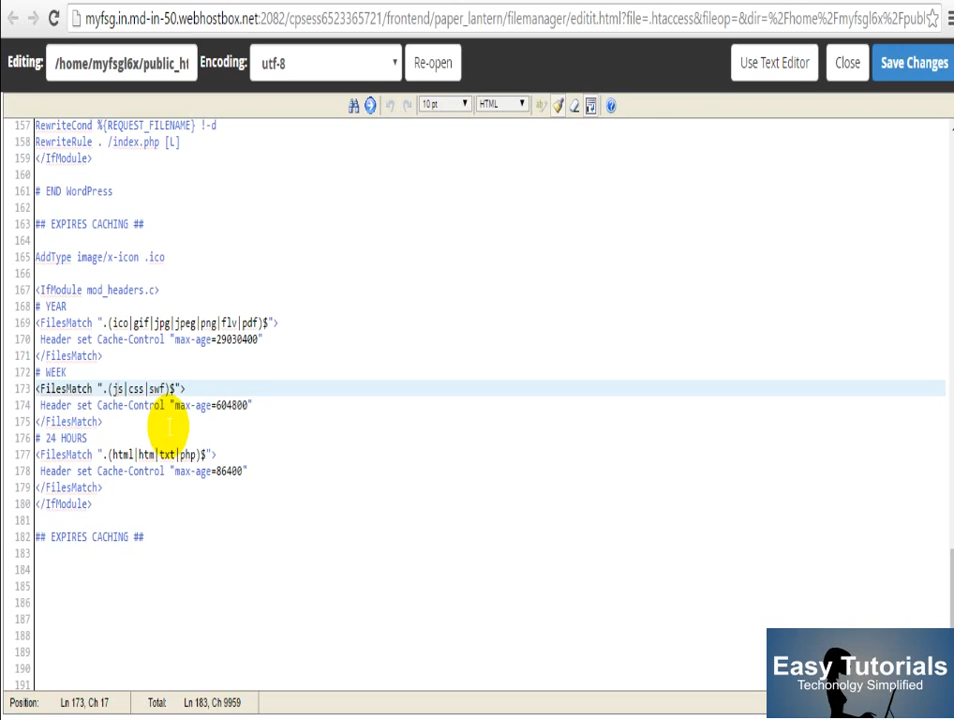 myfsg.in.md-in-50.webhostbox.net:2082/cpsess6523365721/frontend/paper_lantern/filemanager/editit.html?file=.htaccess&fileop=&dir=%2Fhome%2Fmyfsgl6x%2Fpubl
Editing: /home/myfsgl6x/public_ht Encoding: utf-8 Re-open Use Text Editor Close Save Changes
10 pt HTML
157 RewriteCond %{REQUEST_FILENAME} !-d
158 RewriteRule . /index.php [L]
159 </IfModule>
160
161 # END WordPress
162
163 ## EXPIRES CACHING ##
164
165 AddType image/x-icon .ico
166
167 <IfModule mod_headers.c>
168 # YEAR
169 <FilesMatch ".(ico|gif|jpg|jpeg|png|flv|pdf)$">
170 Header set Cache-Control "max-age=29030400"
171 </FilesMatch>
172 # WEEK
173 <FilesMatch ".(js|css|swf)$">
174 Header set Cache-Control "max-age=604800"
175 </FilesMatch>
176 # 24 HOURS
177 <FilesMatch ".(html|htm|txt|php)$">
178 Header set Cache-Control "max-age=86400"
179 </FilesMatch>
180 </IfModule>
181
182 ## EXPIRES CACHING ##
183
184
185
186
187
188
189
190
191
Position: Ln 173, Ch 17 Total: Ln 183, Ch 9959
Easy Tutorials
Techonolgy Simplified